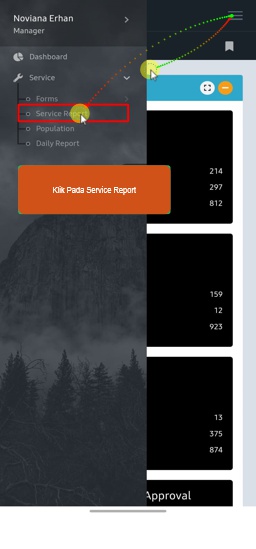 Noviana Erhan
Manager
Dashboard
Service
Forms
Service Report
Population
Daily Report
Klik Pada Service Report
214
297
812
159
12
923
13
375
874
Approval